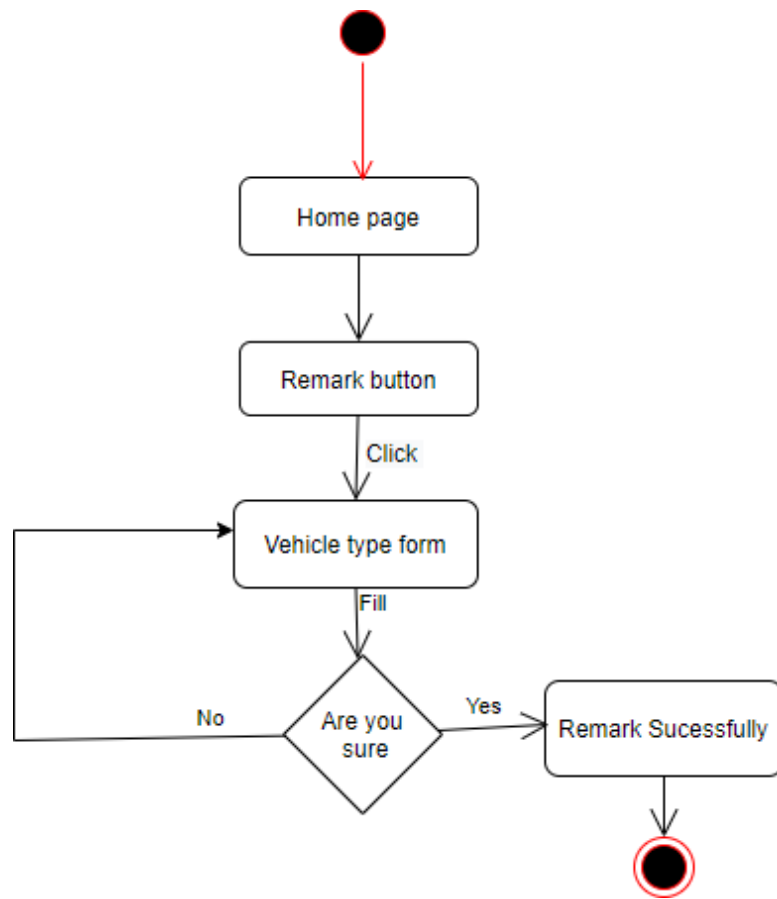 Home page
Remark button
Click
Vehicle type form
Fill
Are you
sure
No
Yes
Remark Sucessfully